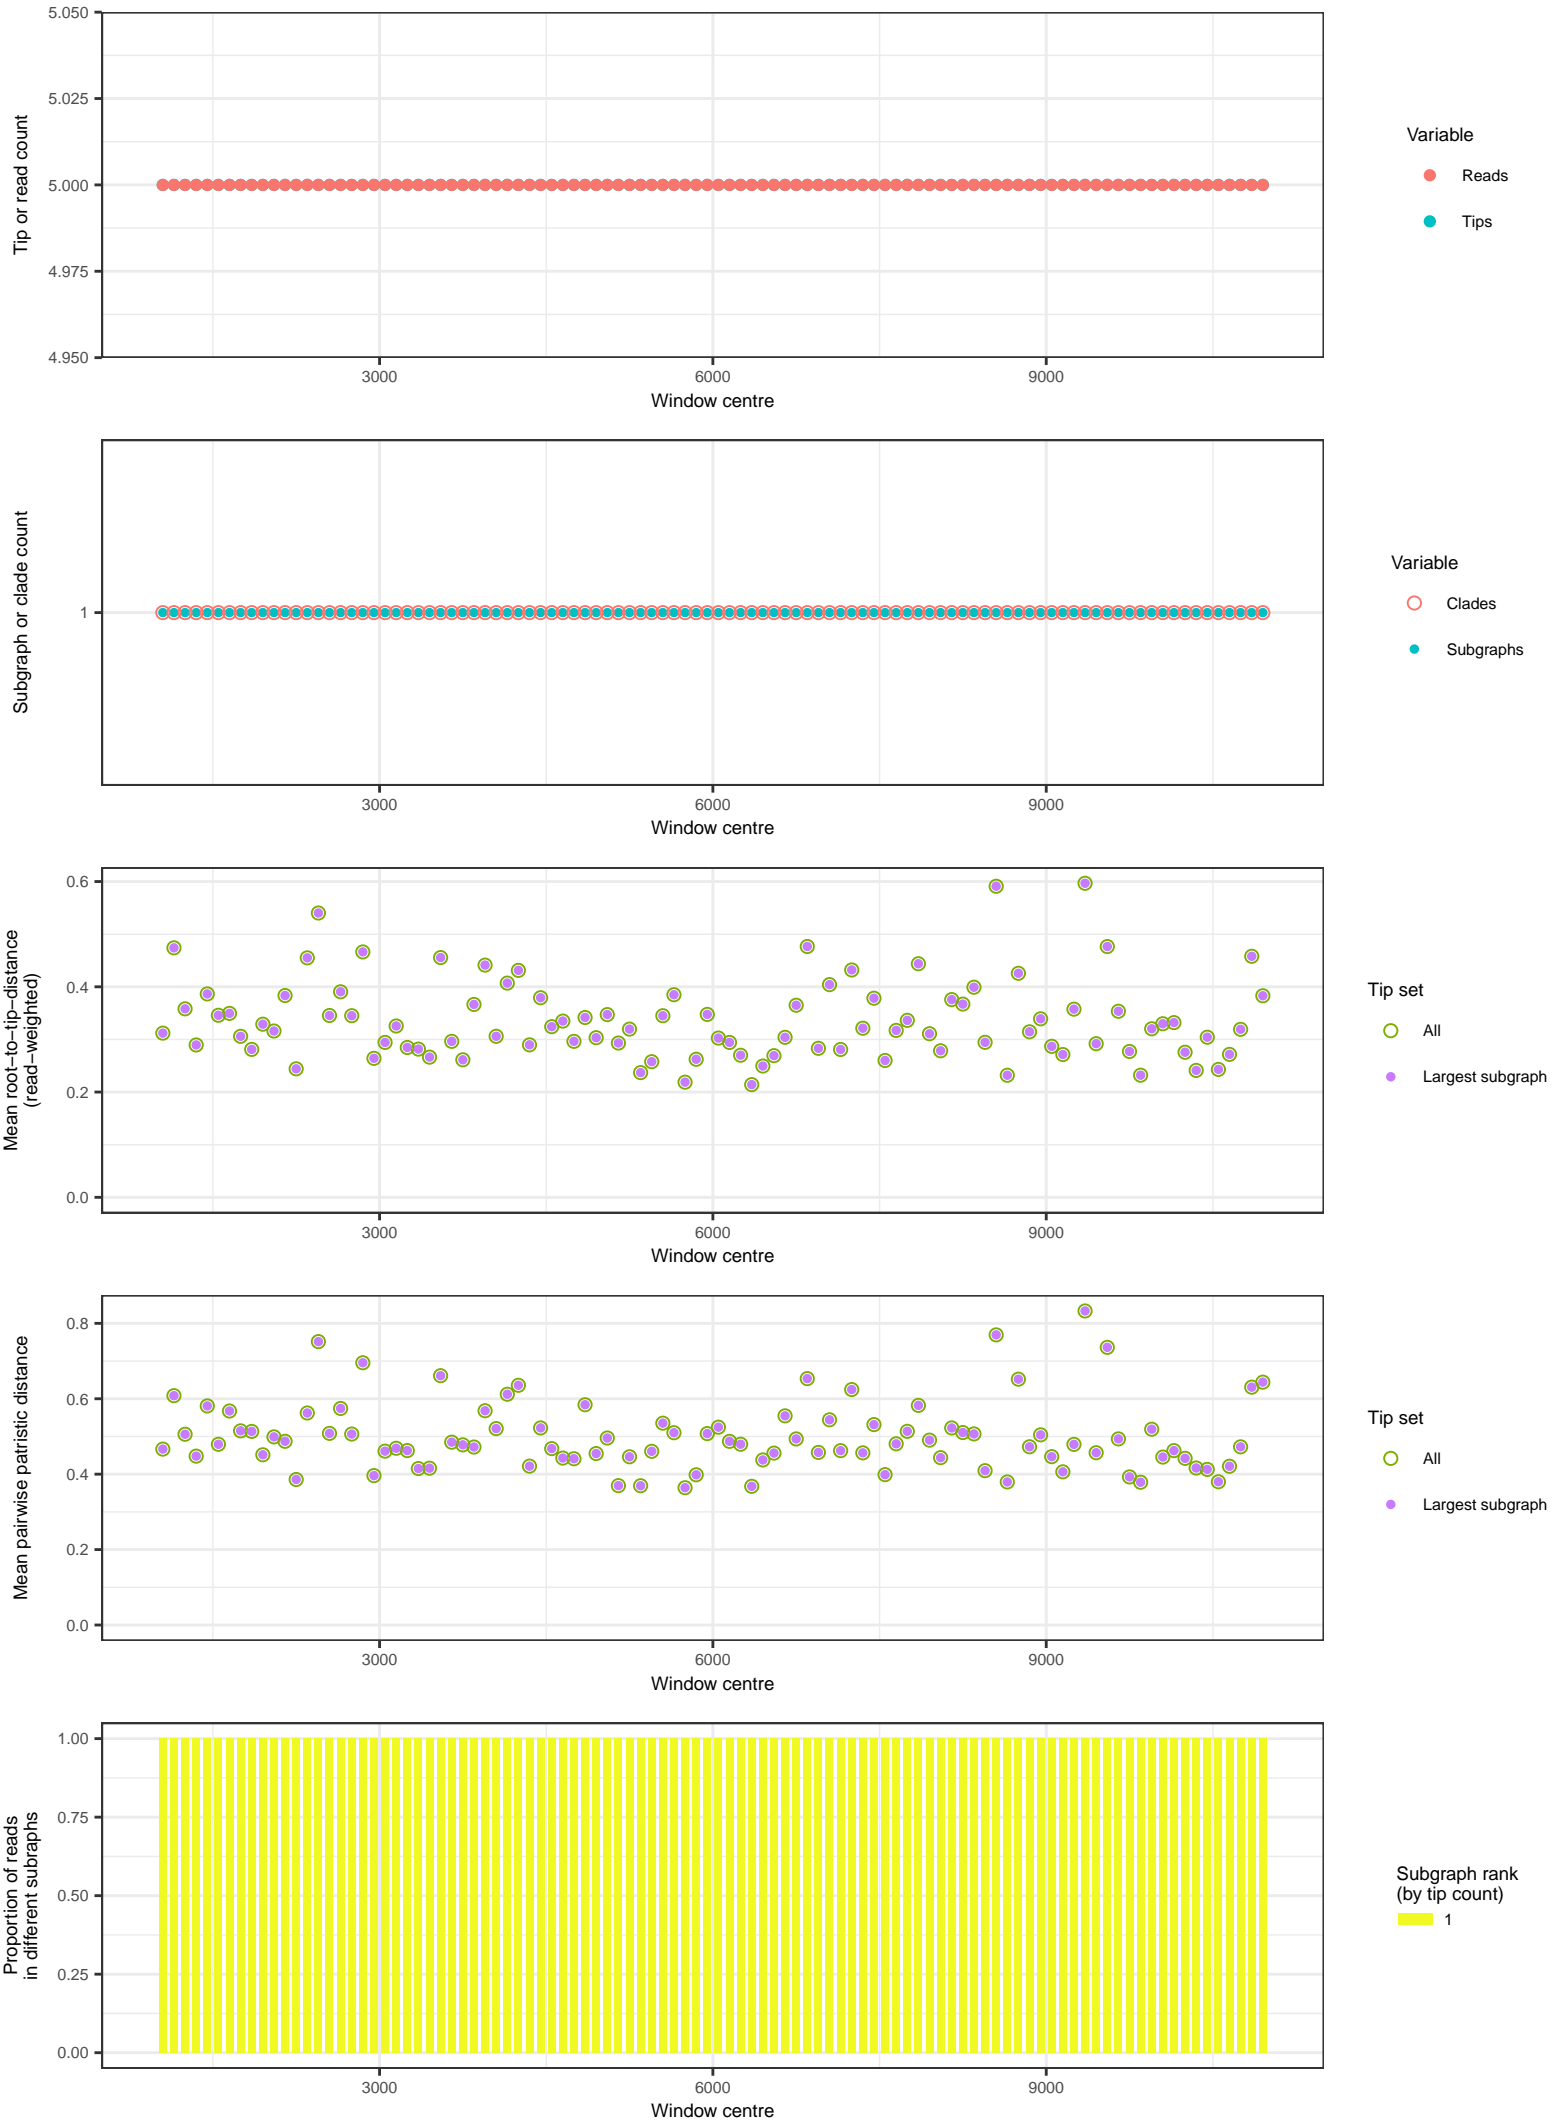 5.050
5.025
5.000
4.975
4.950
Tip or read count
3000
6000
9000
Window centre
Variable
Reads
Tips
1
Subgraph or clade count
3000
6000
9000
Window centre
Variable
Clades
Subgraphs
0.6
0.4
0.2
0.0
Mean root−to−tip−distance
(read−weighted)
3000
6000
9000
Window centre
Tip set
All
Largest subgraph
0.8
0.6
0.4
0.2
0.0
Mean pairwise patristic distance
3000
6000
9000
Window centre
Tip set
All
Largest subgraph
1.00
0.75
0.50
0.25
0.00
Proportion of reads
in different subraphs
3000
6000
9000
Window centre
Subgraph rank
(by tip count)
1